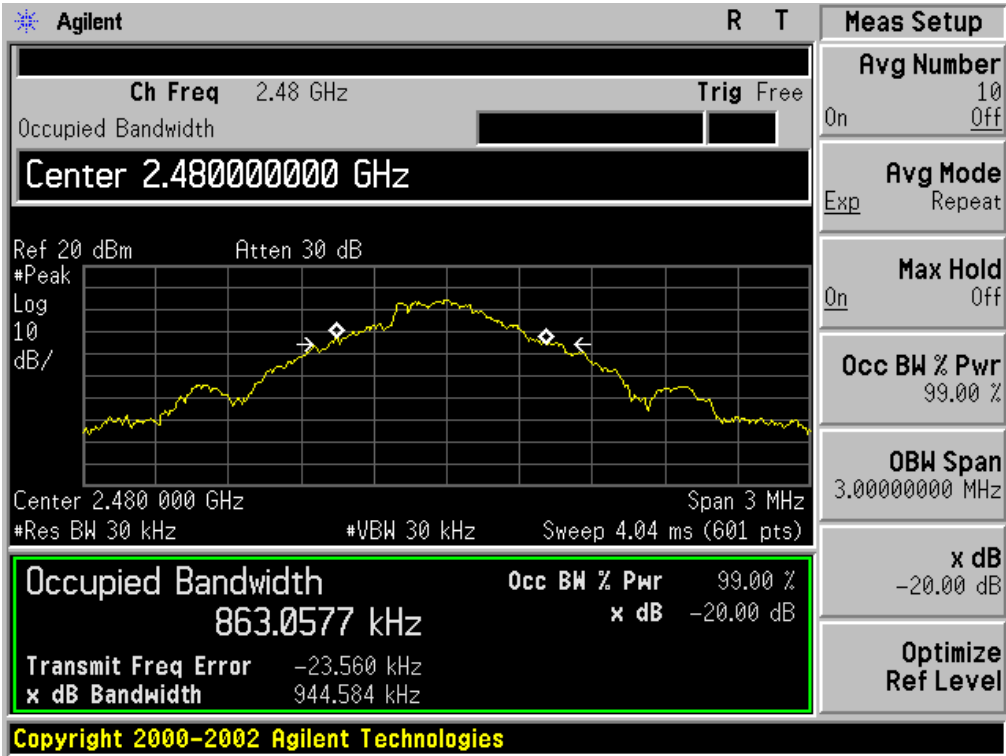 Agilent R T
Ch Freq 2.48 GHz Trig Free
Occupied Bandwidth
Center 2.480000000 GHz
Ref 20 dBm Atten 30 dB
#Peak
Log
10
dB/
Center 2.480 000 GHz Span 3 MHz
#Res BW 30 kHz #VBW 30 kHz Sweep 4.04 ms (601 pts)
Occupied Bandwidth Occ BW % Pwr 99.00 %
863.0577 kHz x dB -20.00 dB
Transmit Freq Error -23.560 kHz
x dB Bandwidth 944.584 kHz
Copyright 2000-2002 Agilent Technologies
Meas Setup
Avg Number
10
On Off
Avg Mode
Exp Repeat
Max Hold
On Off
Occ BW % Pwr
99.00 %
OBW Span
3.00000000 MHz
x dB
-20.00 dB
Optimize
Ref Level